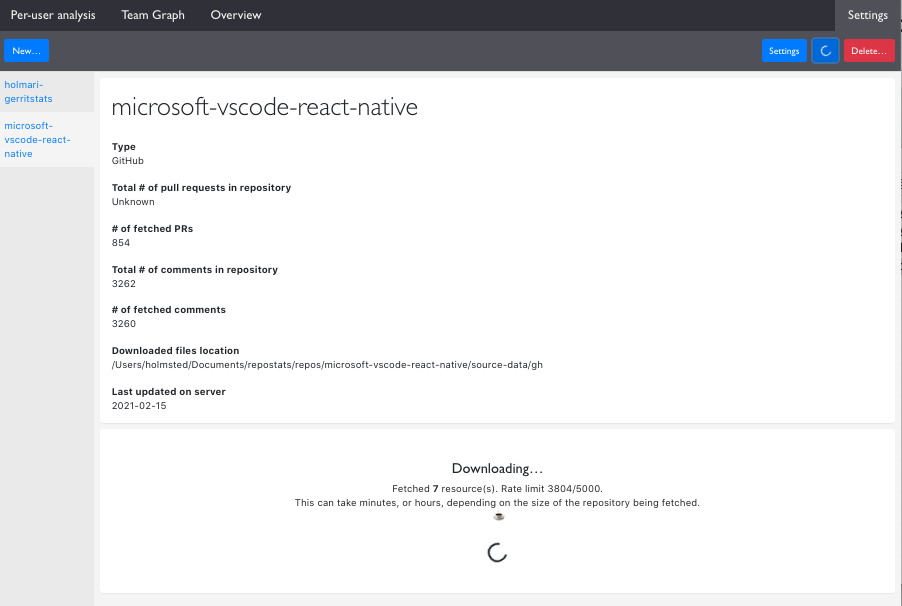 Per-user analysis Team Graph Overview Settings
New… Settings Delete…
holmari-
gerritstats
microsoft-
vscode-react-
native
microsoft-vscode-react-native
Type
GitHub
Total # of pull requests in repository
Unknown
# of fetched PRs
854
Total # of comments in repository
3262
# of fetched comments
3260
Downloaded files location
/Users/holmsted/Documents/repostats/repos/microsoft-vscode-react-native/source-data/gh
Last updated on server
2021-02-15
Downloading…
Fetched 7 resource(s). Rate limit 3804/5000.
This can take minutes, or hours, depending on the size of the repository being fetched.